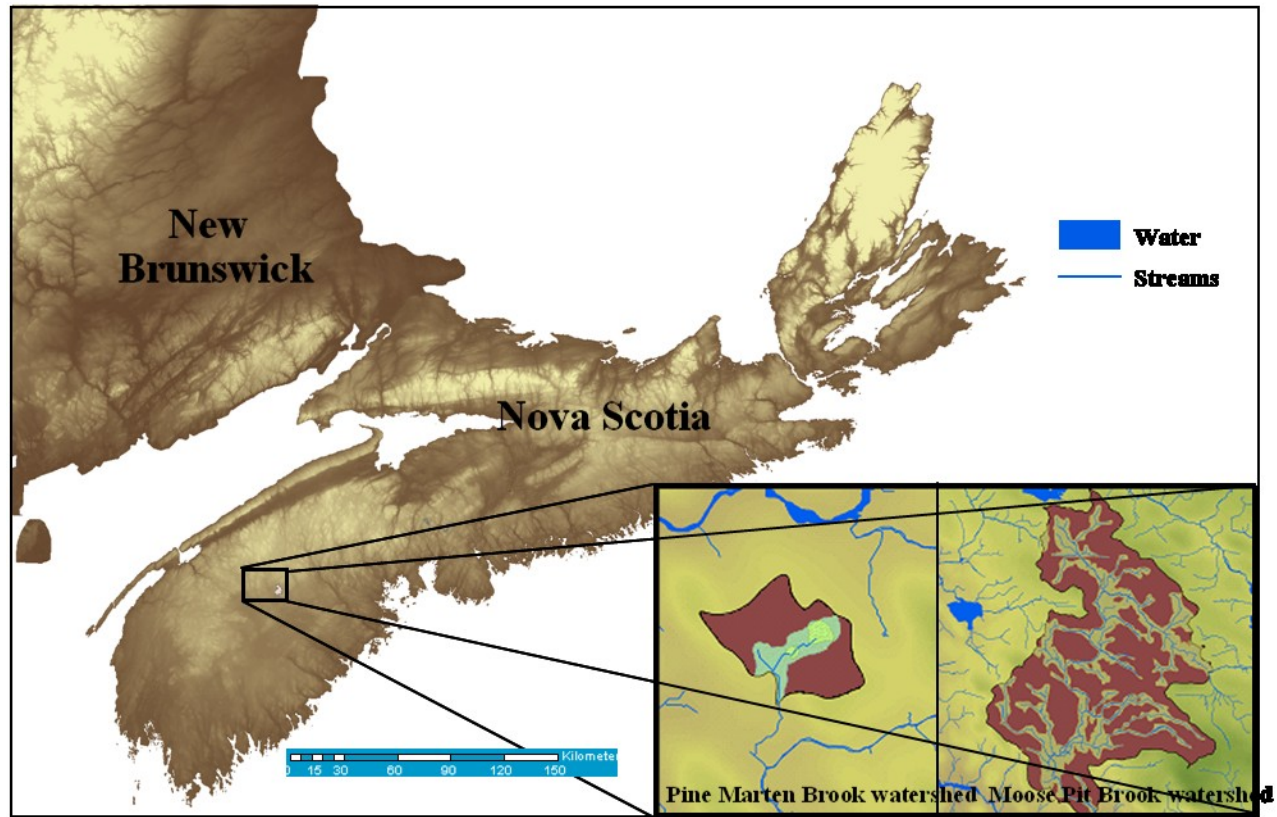 New
Brunswick
Nova Scotia
Water
Streams
Kilometer
0 15 30 60 90 120 150
Pine Marten Brook watershed Moose Pit Brook watershed